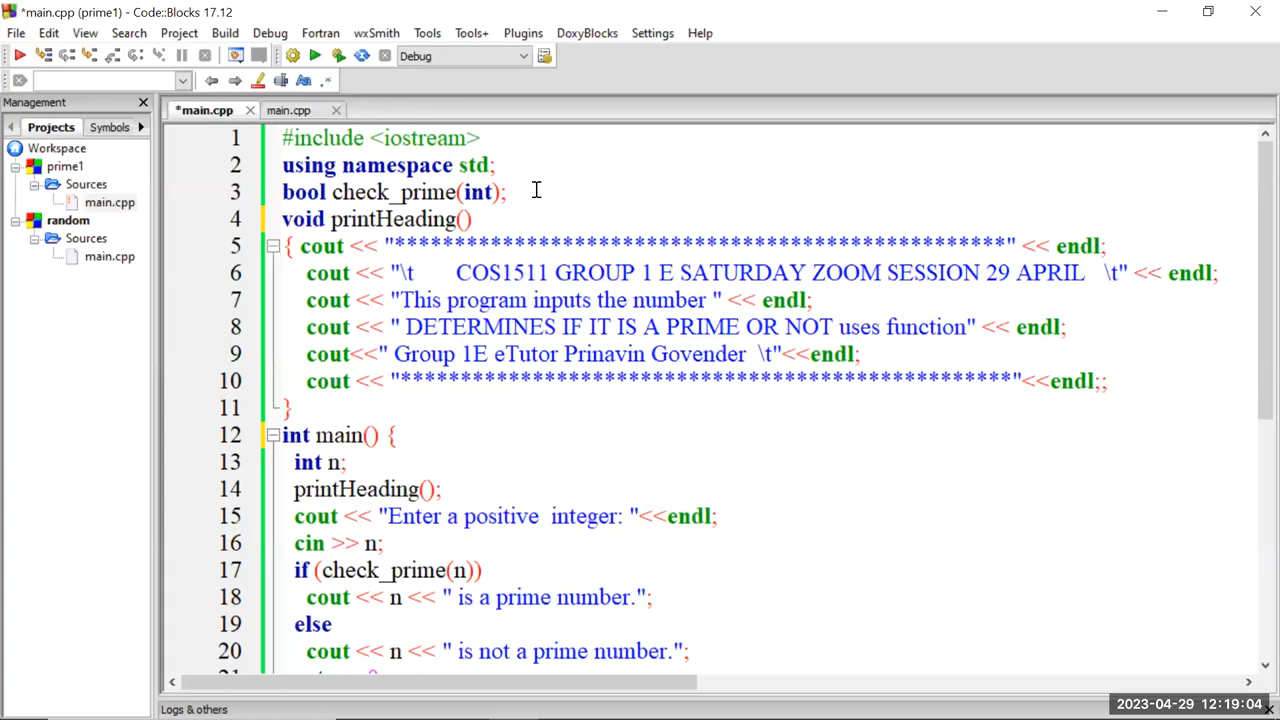 *main.cpp (prime1) - Code::Blocks 17.12
File Edit View Search Project Build Debug Fortran wxSmith Tools Tools+ Plugins DoxyBlocks Settings Help
Debug
Management
*main.cpp main.cpp
Projects Symbols
Workspace
prime1
Sources
main.cpp
random
Sources
main.cpp
1 #include <iostream>
2 using namespace std;
3 bool check_prime(int);
4 void printHeading()
5 { cout << "***************************************************" << endl;
6 cout << "\t COS1511 GROUP 1 E SATURDAY ZOOM SESSION 29 APRIL \t" << endl;
7 cout << "This program inputs the number " << endl;
8 cout << " DETERMINES IF IT IS A PRIME OR NOT uses function" << endl;
9 cout<<" Group 1E eTutor Prinavin Govender \t"<<endl;
10 cout << "***************************************************"<<endl;;
11 }
12 int main() {
13 int n;
14 printHeading();
15 cout << "Enter a positive integer: "<<endl;
16 cin >> n;
17 if (check_prime(n))
18 cout << n << " is a prime number.";
19 else
20 cout << n << " is not a prime number.";
Logs & others
2023-04-29 12:19:04